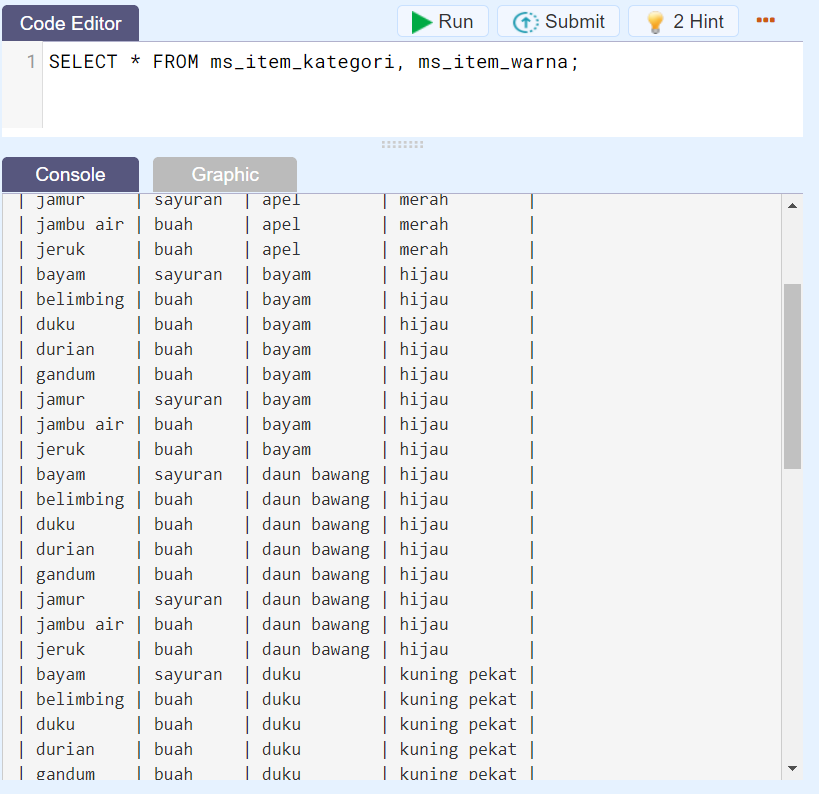 Code Editor Run Submit 2 Hint
1 SELECT * FROM ms_item_kategori, ms_item_warna;
Console Graphic
| jamur | sayuran | apel | merah |
| jambu air | buah | apel | merah |
| jeruk | buah | apel | merah |
| bayam | sayuran | bayam | hijau |
| belimbing | buah | bayam | hijau |
| duku | buah | bayam | hijau |
| durian | buah | bayam | hijau |
| gandum | buah | bayam | hijau |
| jamur | sayuran | bayam | hijau |
| jambu air | buah | bayam | hijau |
| jeruk | buah | bayam | hijau |
| bayam | sayuran | daun bawang | hijau |
| belimbing | buah | daun bawang | hijau |
| duku | buah | daun bawang | hijau |
| durian | buah | daun bawang | hijau |
| gandum | buah | daun bawang | hijau |
| jamur | sayuran | daun bawang | hijau |
| jambu air | buah | daun bawang | hijau |
| jeruk | buah | daun bawang | hijau |
| bayam | sayuran | duku | kuning pekat |
| belimbing | buah | duku | kuning pekat |
| duku | buah | duku | kuning pekat |
| durian | buah | duku | kuning pekat |
| gandum | buah | duku | kuning pekat |